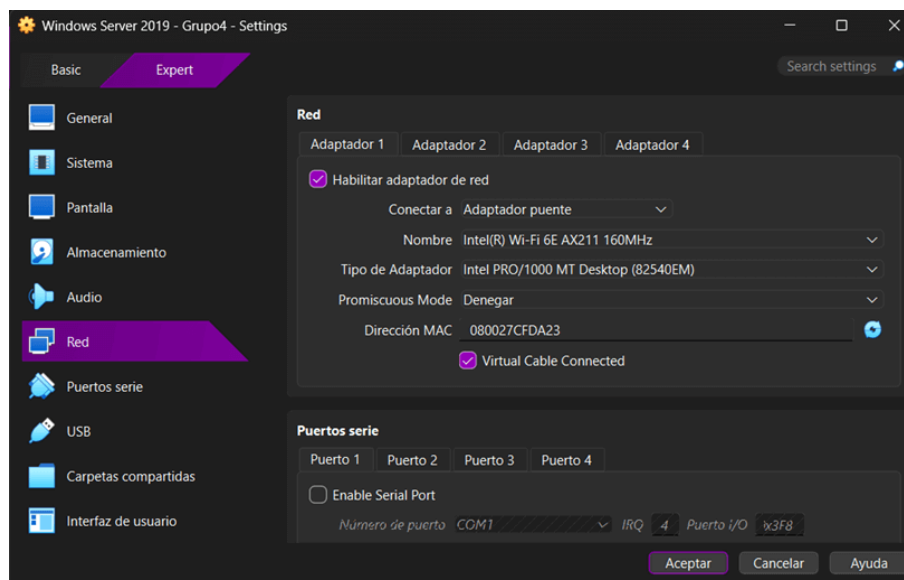 Windows Server 2019 - Grupo4 - Settings
Basic
Expert
Search settings
General
Sistema
Pantalla
Almacenamiento
Audio
Red
Puertos serie
USB
Carpetas compartidas
Interfaz de usuario
Red
Adaptador 1 Adaptador 2 Adaptador 3 Adaptador 4
Habilitar adaptador de red
Conectar a Adaptador puente
Nombre Intel(R) Wi-Fi 6E AX211 160MHz
Tipo de Adaptador Intel PRO/1000 MT Desktop (82540EM)
Promiscuous Mode Denegar
Dirección MAC 080027CFDA23
Virtual Cable Connected
Puertos serie
Puerto 1 Puerto 2 Puerto 3 Puerto 4
Enable Serial Port
Número de puerto COM1 IRQ 4 Puerto i/O 0x3F8
Aceptar Cancelar Ayuda